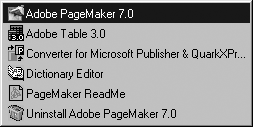 Adobe PageMaker 7.0
Adobe Table 3.0
Converter for Microsoft Publisher & QuarkXPr...
Dictionary Editor
PageMaker ReadMe
Uninstall Adobe PageMaker 7.0